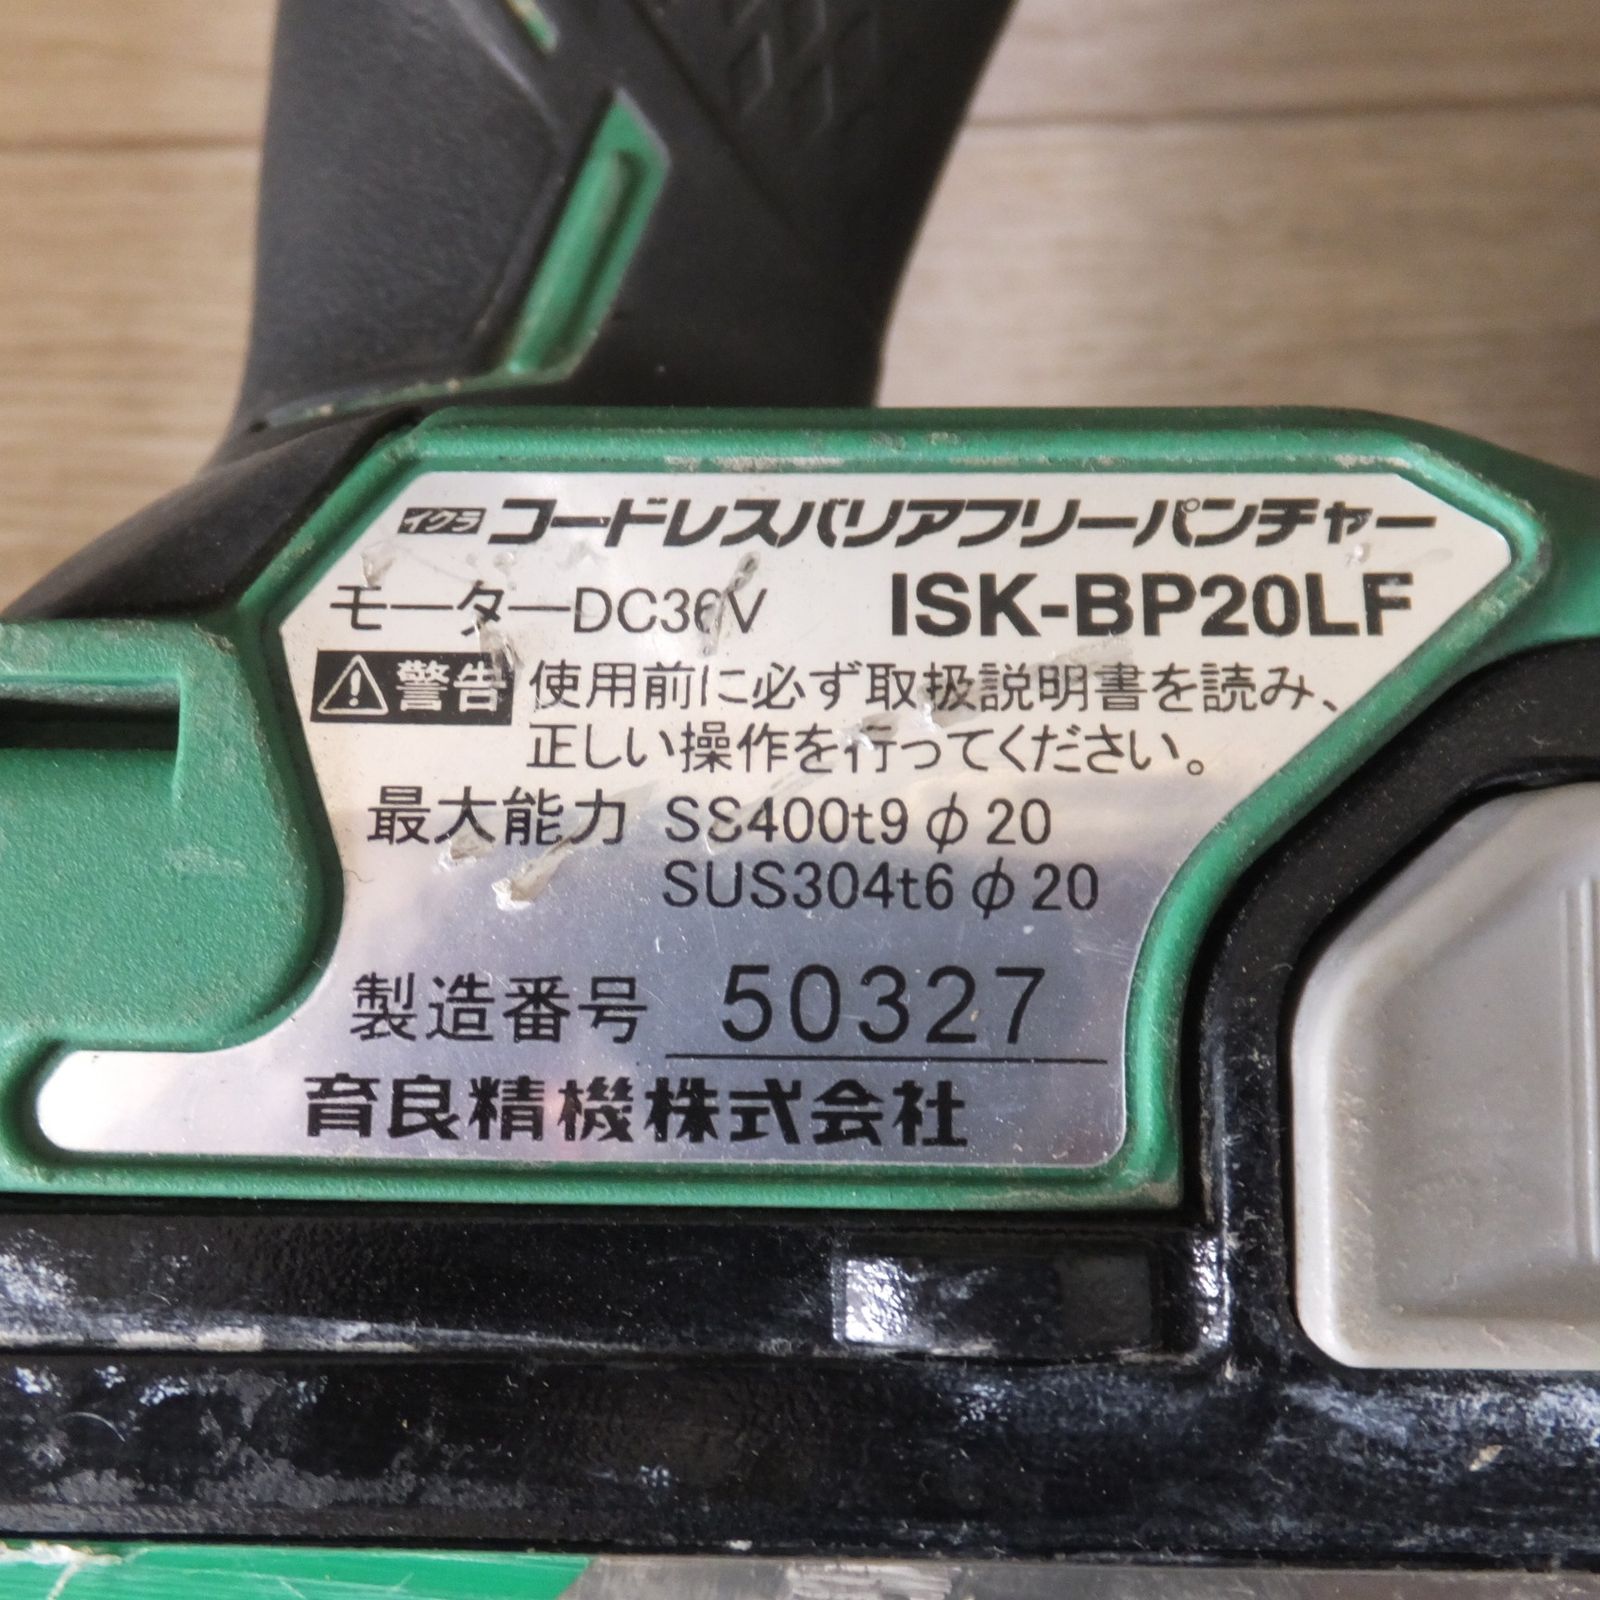 イクラ コードレスバリアフリーパンチャー
モーターDC36V ISK-BP20LF
警告 使用前に必ず取扱説明書を読み、
正しい操作を行ってください。
最大能力 SS400t9φ20
SUS304t6φ20
製造番号 50327
育良精機株式会社